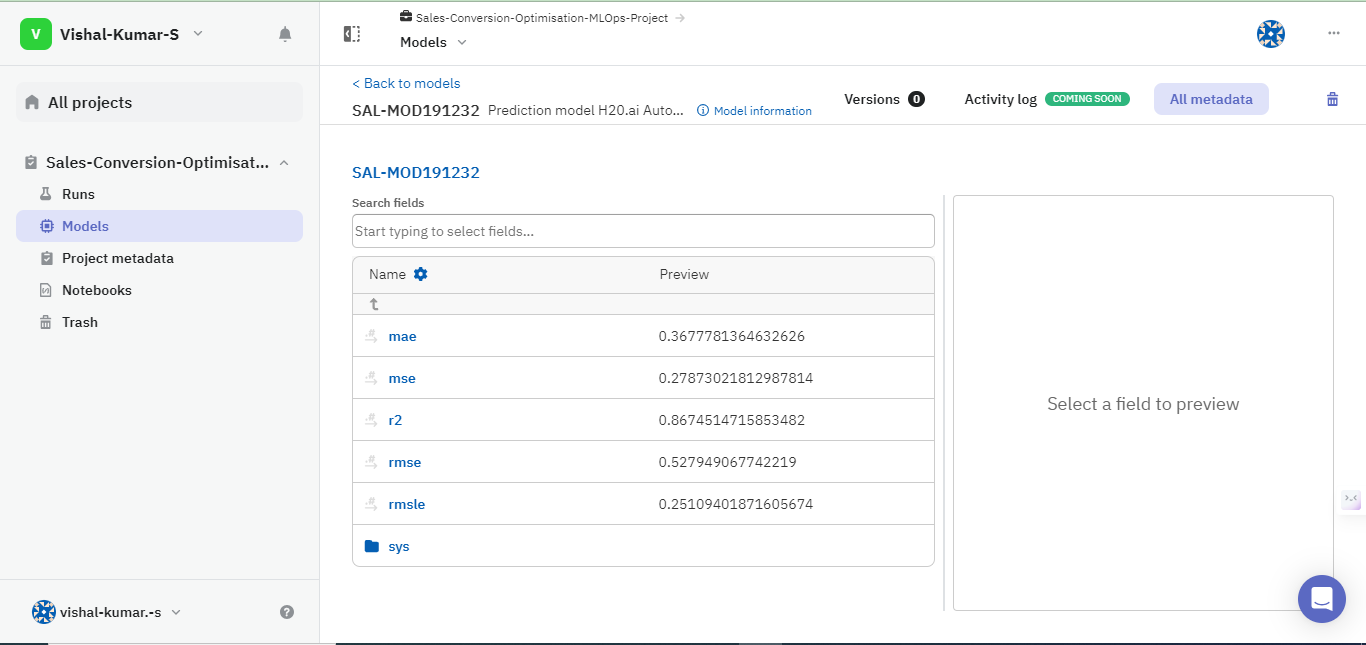 V Vishal-Kumar-S
All projects
Sales-Conversion-Optimisat...
Runs
Models
Project metadata
Notebooks
Trash
vishal-kumar.-s
?
Sales-Conversion-Optimisation-MLOps-Project
Models
< Back to models
SAL-MOD191232 Prediction model H20.ai Auto... Model information
Versions 0 Activity log COMING SOON All metadata
SAL-MOD191232
Search fields
Start typing to select fields...
Name Preview
mae 0.3677781364632626
mse 0.27873021812987814
r2 0.8674514715853482
rmse 0.527949067742219
rmsle 0.25109401871605674
sys
Select a field to preview